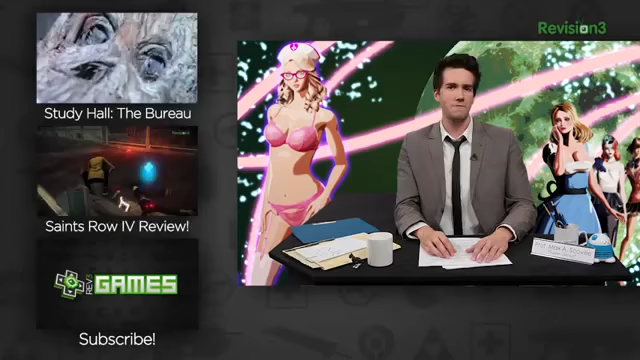 Revision3
Study Hall: The Bureau
Saints Row IV Review!
REV3
GAMES
Subscribe!